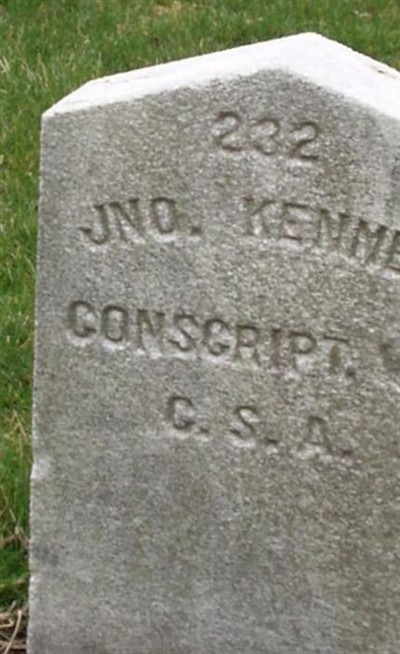 232
JNO. KENNE
CONSCRIPT.
C. S. A.